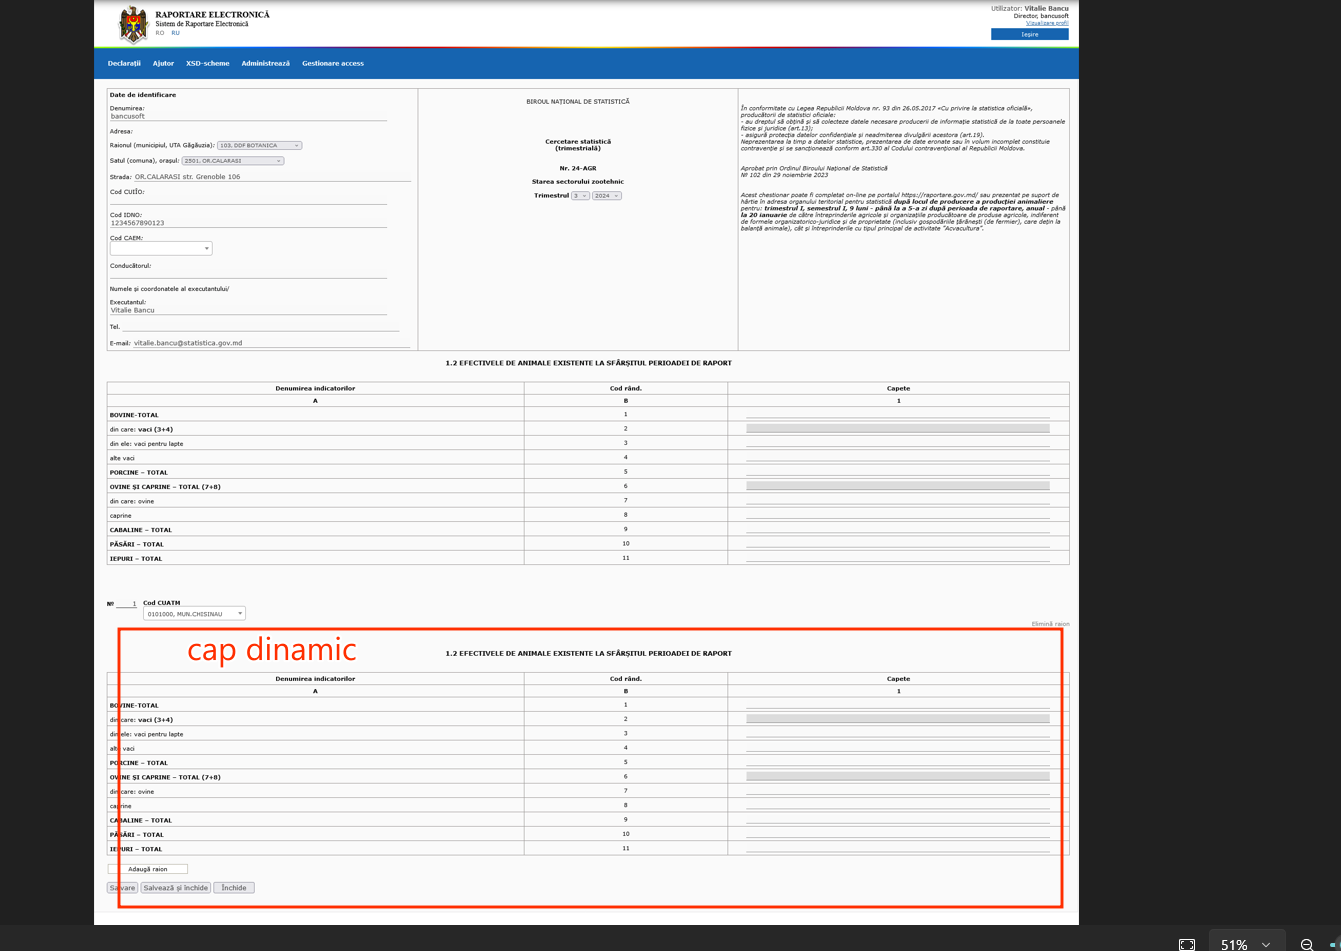 RAPORTARE ELECTRONICĂ
Sistem de Raportare Electronică
RO RU
Utilizator: Vitalie Bancu
Director, bancusoft
Vizualizare profil
Ieșire
Declarații Ajutor XSD-scheme Administrează Gestionare access
Date de identificare
Denumirea:
bancusoft
Adresa:
Raionul (municipiul, UTA Găgăuzia): 103, DDF BOTANICA
Satul (comuna), orașul: 2501, OR.CALARASI
Strada: OR.CALARASI str. Grenoble 106
Cod CUIÎO:
Cod IDNO:
1234567890123
Cod CAEM:
Conducătorul:
Numele și coordonatele al executantului/
Executantul:
Vitalie Bancu
Tel.
E-mail: vitalie.bancu@statistica.gov.md
BIROUL NAȚIONAL DE STATISTICĂ
Cercetare statistică
(trimestrială)
Nr. 24-AGR
Starea sectorului zootehnic
Trimestrul 3 2024
În conformitate cu Legea Republicii Moldova nr. 93 din 26.05.2017 «Cu privire la statistica oficială»,
producătorii de statistici oficiale:
- au dreptul să obțină și să colecteze datele necesare producerii de informație statistică de la toate persoanele
fizice și juridice (art.13);
- asigură protecția datelor confidențiale și neadmiterea divulgării acestora (art.19).
Neprezentarea la timp a datelor statistice, prezentarea de date eronate sau în volum incomplet constituie
contravenție și se sancționează conform art.330 al Codului contravențional al Republicii Moldova.
Aprobat prin Ordinul Biroului Național de Statistică
№ 102 din 29 noiembrie 2023
Acest chestionar poate fi completat on-line pe portalul https://raportare.gov.md/ sau prezentat pe suport de
hârtie în adresa organului teritorial pentru statistică după locul de producere a producției animaliere
pentru: trimestrul I, semestrul I, 9 luni - până la a 5-a zi după perioada de raportare, anual - până
la 20 ianuarie de către întreprinderile agricole și organizațiile producătoare de produse agricole, indiferent
de formele organizatorico-juridice și de proprietate (inclusiv gospodăriile țărănești (de fermier), care dețin la
balanță animale), cât și întreprinderile cu tipul principal de activitate "Acvacultura".
1.2 EFECTIVELE DE ANIMALE EXISTENTE LA SFÂRȘITUL PERIOADEI DE RAPORT
Denumirea indicatorilor Cod rând. Capete
A B 1
BOVINE-TOTAL 1
din care: vaci (3+4) 2
din ele: vaci pentru lapte 3
alte vaci 4
PORCINE – TOTAL 5
OVINE ȘI CAPRINE – TOTAL (7+8) 6
din care: ovine 7
caprine 8
CABALINE – TOTAL 9
PĂSĂRI – TOTAL 10
IEPURI – TOTAL 11
№ 1 Cod CUATM
0101000, MUN.CHISINAU
Elimină raion
cap dinamic
1.2 EFECTIVELE DE ANIMALE EXISTENTE LA SFÂRȘITUL PERIOADEI DE RAPORT
Denumirea indicatorilor Cod rând. Capete
A B 1
BOVINE-TOTAL 1
din care: vaci (3+4) 2
din ele: vaci pentru lapte 3
alte vaci 4
PORCINE – TOTAL 5
OVINE ȘI CAPRINE – TOTAL (7+8) 6
din care: ovine 7
caprine 8
CABALINE – TOTAL 9
PĂSĂRI – TOTAL 10
IEPURI – TOTAL 11
Adaugă raion
Salvare Salvează și închide Închide
51%